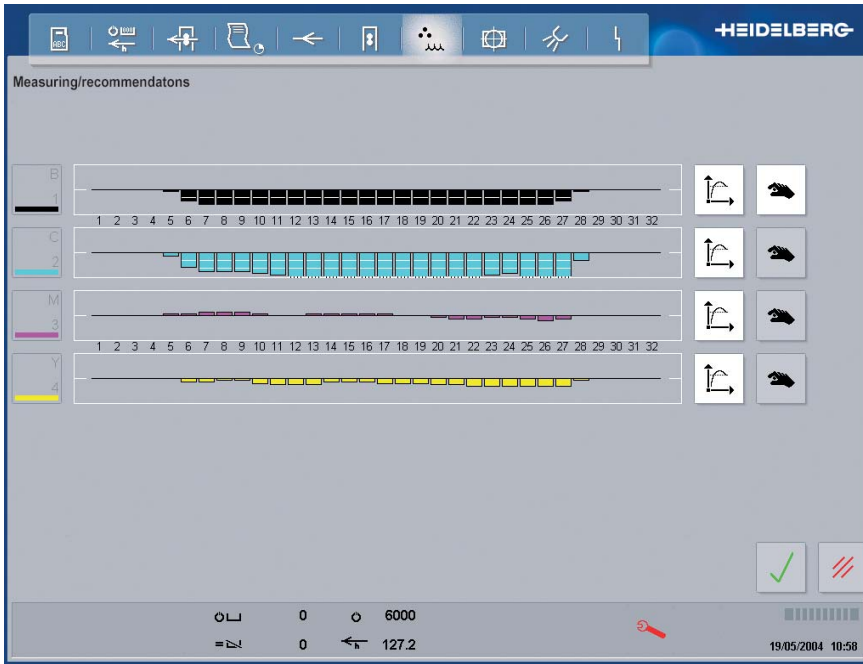 ABC
h
HEIDELBERG
Measuring/recommendatons
B
1
1 2 3 4 5 6 7 8 9 10 11 12 13 14 15 16 17 18 19 20 21 22 23 24 25 26 27 28 29 30 31 32
C
2
M
3
1 2 3 4 5 6 7 8 9 10 11 12 13 14 15 16 17 18 19 20 21 22 23 24 25 26 27 28 29 30 31 32
Y
4
0 6000
0 h 127.2
19/05/2004 10:58